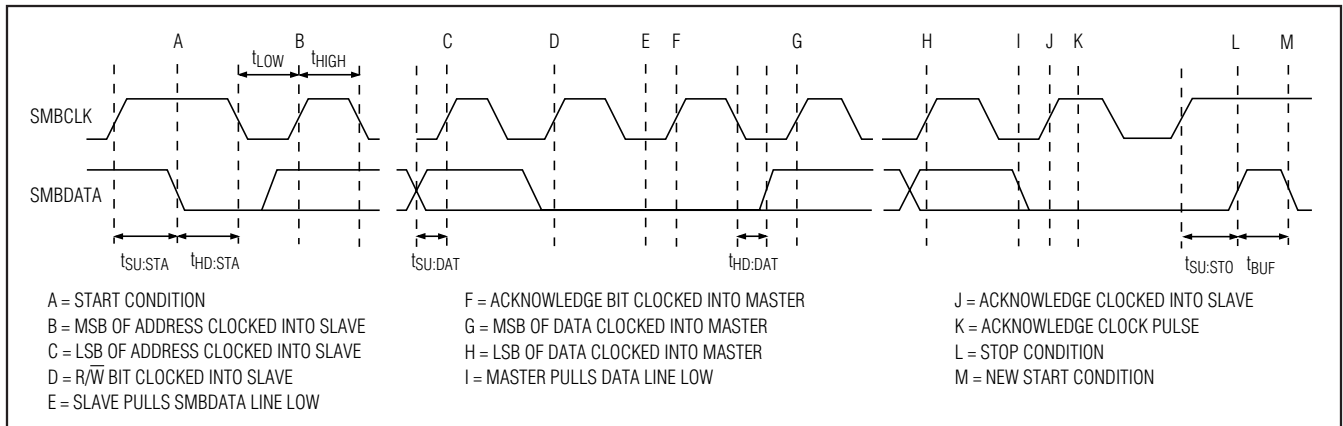 A B C D E F G H I J K L M
tLOW tHIGH
SMBCLK
SMBDATA
tSU:STA tHD:STA tSU:DAT tHD:DAT tSU:STO tBUF
A = START CONDITION
B = MSB OF ADDRESS CLOCKED INTO SLAVE
C = LSB OF ADDRESS CLOCKED INTO SLAVE
D = R/W̅ BIT CLOCKED INTO SLAVE
E = SLAVE PULLS SMBDATA LINE LOW
F = ACKNOWLEDGE BIT CLOCKED INTO MASTER
G = MSB OF DATA CLOCKED INTO MASTER
H = LSB OF DATA CLOCKED INTO MASTER
I = MASTER PULLS DATA LINE LOW
J = ACKNOWLEDGE CLOCKED INTO SLAVE
K = ACKNOWLEDGE CLOCK PULSE
L = STOP CONDITION
M = NEW START CONDITION